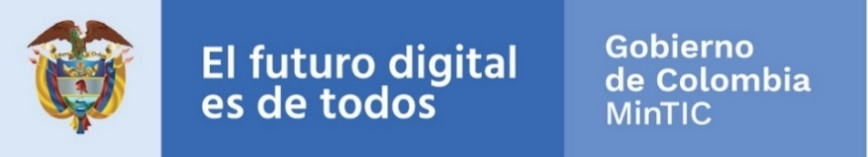 El futuro digital
es de todos
Gobierno
de Colombia
MinTIC